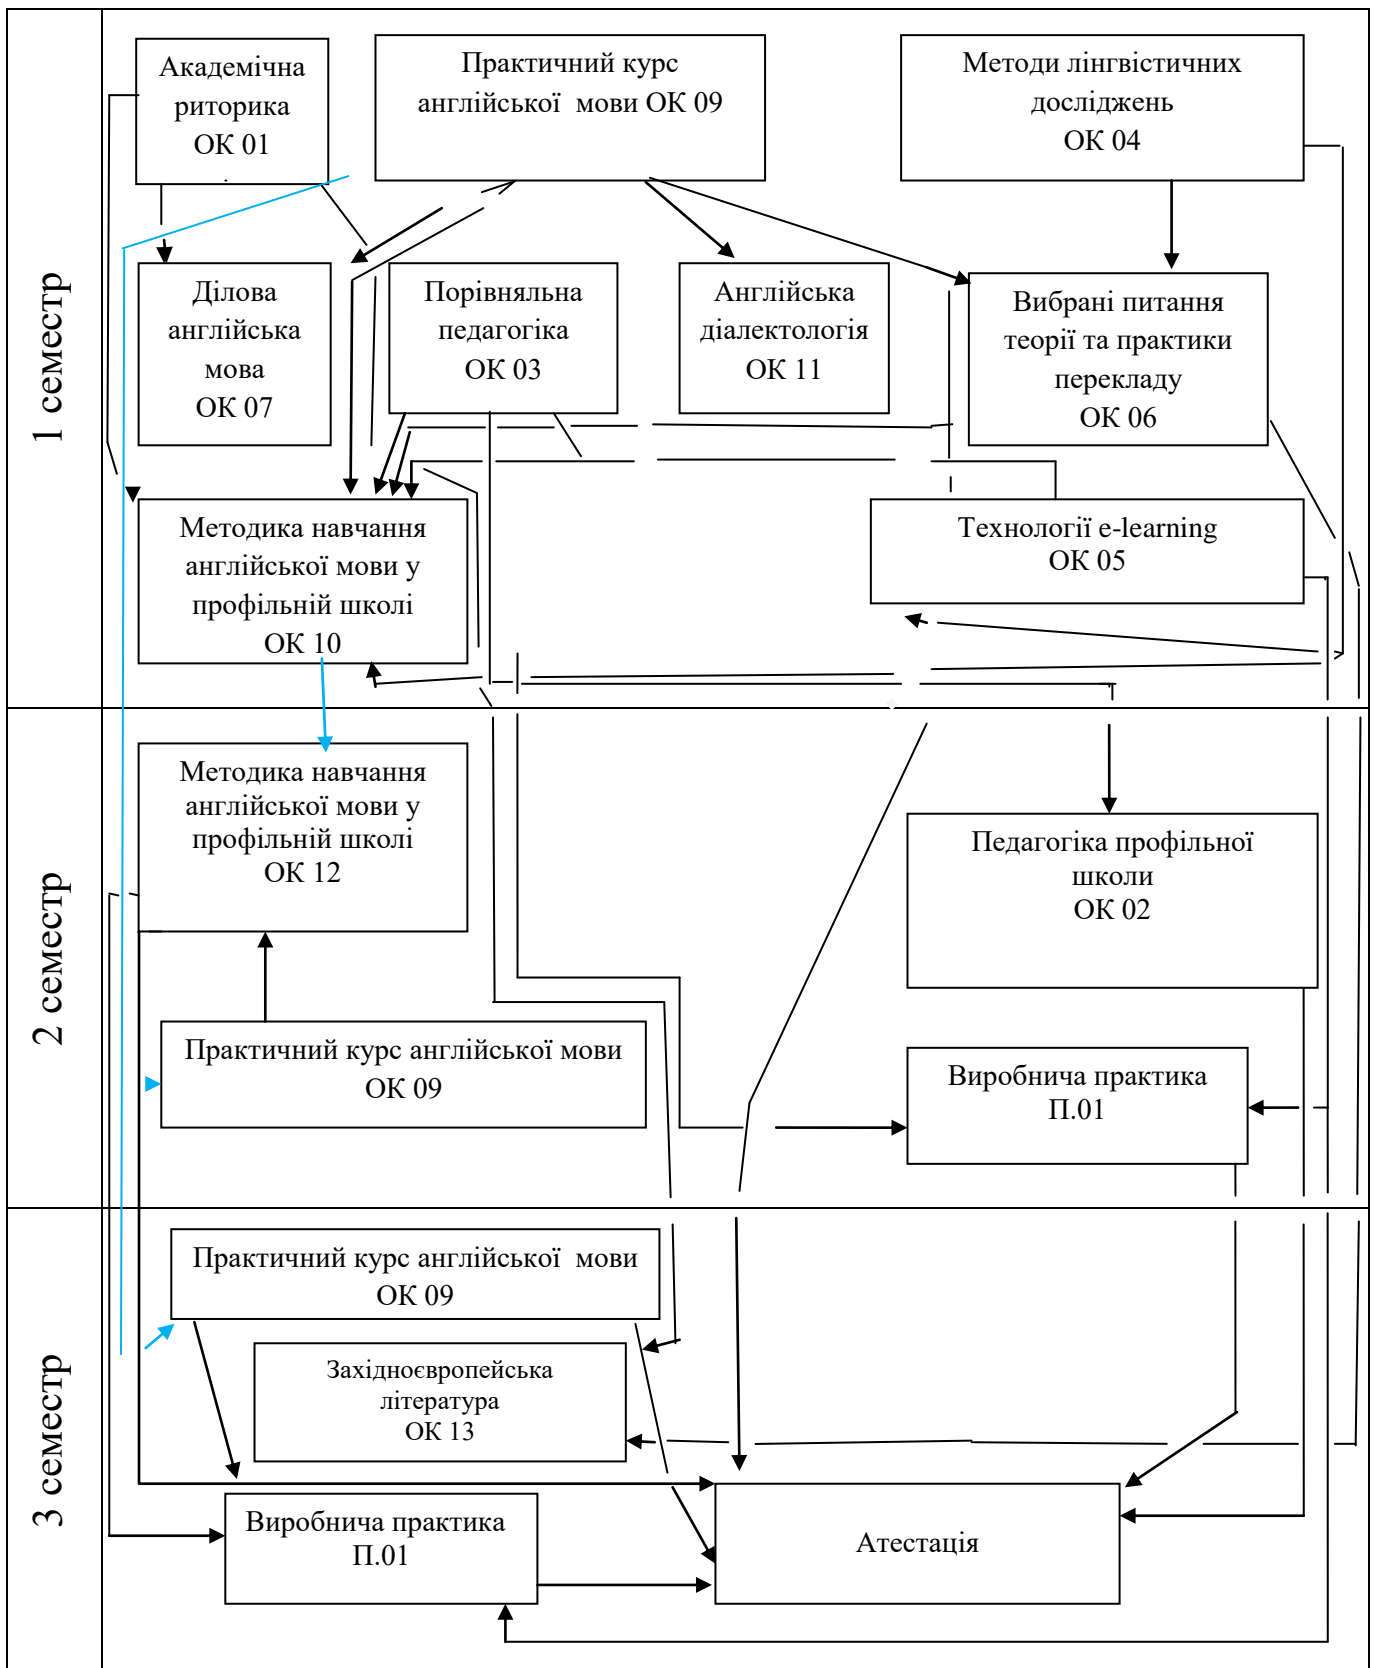 1 семестр
Академічна
риторика
ОК 01
Практичний курс
англійської мови ОК 09
Методи лінгвістичних
досліджень
ОК 04
Ділова
англійська
мова
ОК 07
Порівняльна
педагогіка
ОК 03
Англійська
діалектологія
ОК 11
Вибрані питання
теорії та практики
перекладу
ОК 06
Методика навчання
англійської мови у
профільній школі
ОК 10
Технології e-learning
ОК 05
2 семестр
Методика навчання
англійської мови у
профільній школі
ОК 12
Педагогіка профільної
школи
ОК 02
Практичний курс англійської мови
ОК 09
Виробнича практика
П.01
3 семестр
Практичний курс англійської мови
ОК 09
Західноєвропейська
література
ОК 13
Виробнича практика
П.01
Атестація